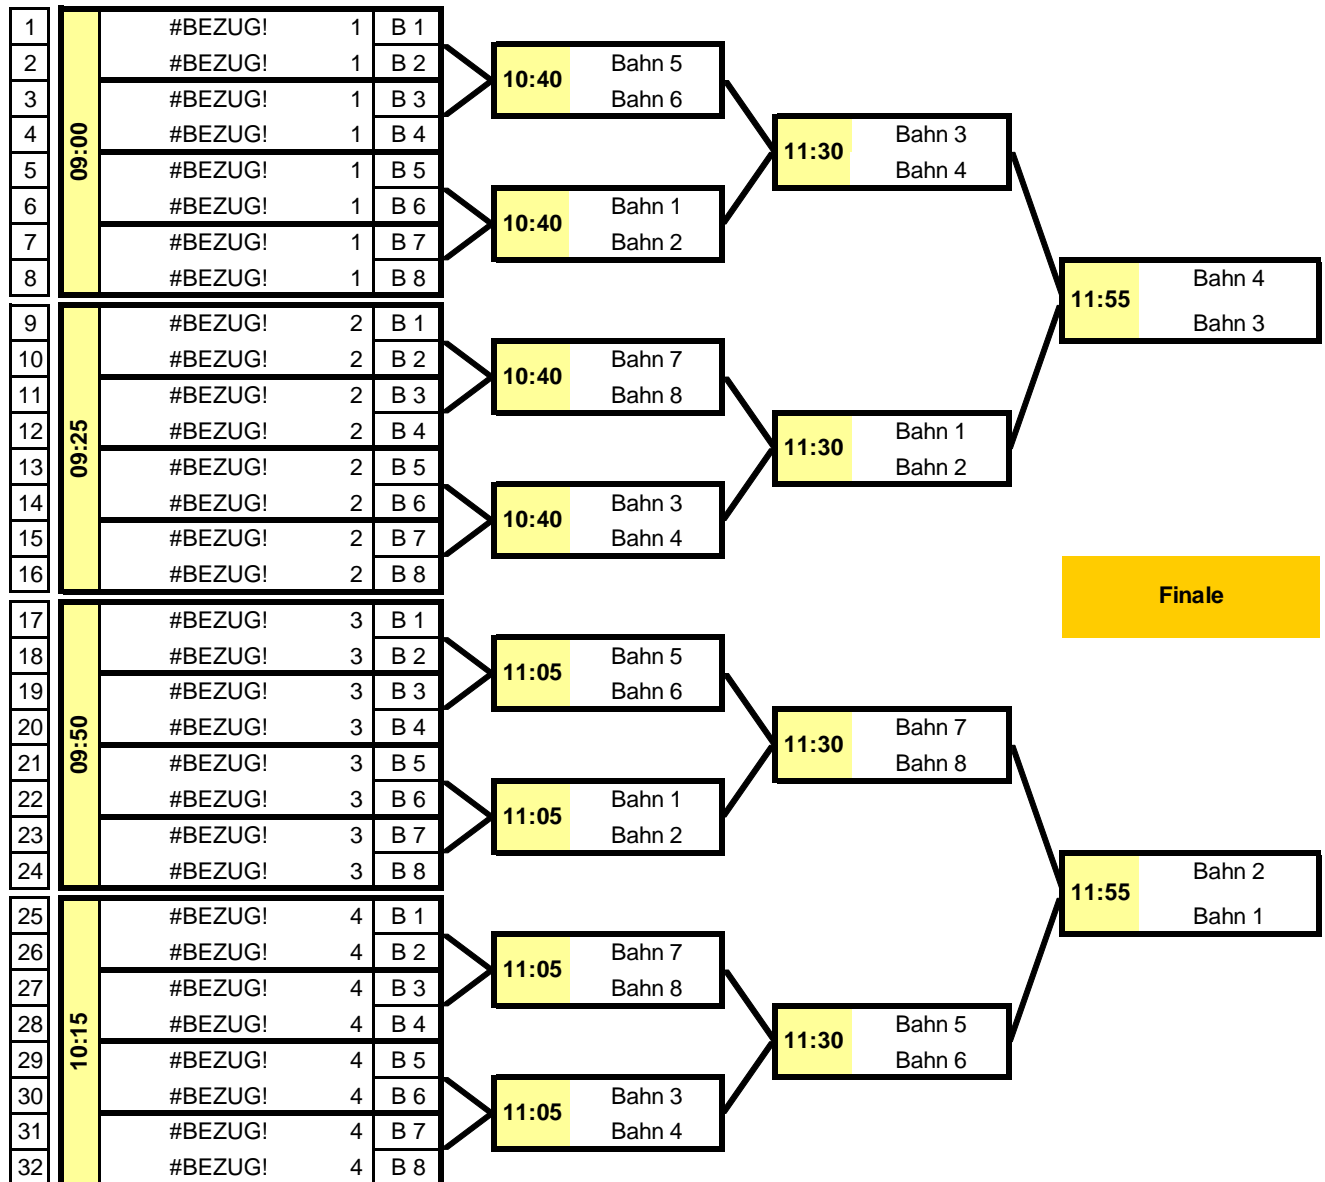 1 #BEZUG! 1 B 1
2 #BEZUG! 1 B 2
3 #BEZUG! 1 B 3
4 #BEZUG! 1 B 4
5 #BEZUG! 1 B 5
6 #BEZUG! 1 B 6
7 #BEZUG! 1 B 7
8 #BEZUG! 1 B 8
09:00
9 #BEZUG! 2 B 1
10 #BEZUG! 2 B 2
11 #BEZUG! 2 B 3
12 #BEZUG! 2 B 4
13 #BEZUG! 2 B 5
14 #BEZUG! 2 B 6
15 #BEZUG! 2 B 7
16 #BEZUG! 2 B 8
09:25
17 #BEZUG! 3 B 1
18 #BEZUG! 3 B 2
19 #BEZUG! 3 B 3
20 #BEZUG! 3 B 4
21 #BEZUG! 3 B 5
22 #BEZUG! 3 B 6
23 #BEZUG! 3 B 7
24 #BEZUG! 3 B 8
09:50
25 #BEZUG! 4 B 1
26 #BEZUG! 4 B 2
27 #BEZUG! 4 B 3
28 #BEZUG! 4 B 4
29 #BEZUG! 4 B 5
30 #BEZUG! 4 B 6
31 #BEZUG! 4 B 7
32 #BEZUG! 4 B 8
10:15
10:40
Bahn 5
Bahn 6
10:40
Bahn 1
Bahn 2
10:40
Bahn 7
Bahn 8
10:40
Bahn 3
Bahn 4
11:05
Bahn 5
Bahn 6
11:05
Bahn 1
Bahn 2
11:05
Bahn 7
Bahn 8
11:05
Bahn 3
Bahn 4
11:30
Bahn 3
Bahn 4
11:30
Bahn 1
Bahn 2
11:30
Bahn 7
Bahn 8
11:30
Bahn 5
Bahn 6
11:55
Bahn 4
Bahn 3
Finale
11:55
Bahn 2
Bahn 1